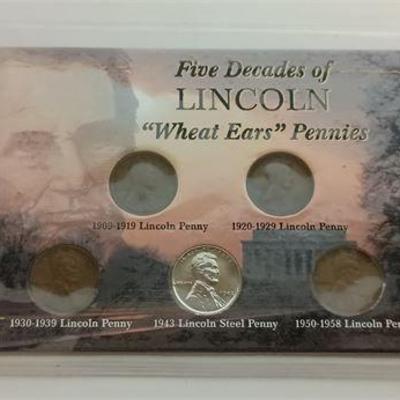 Five Decades of
LINCOLN
"Wheat Ears" Pennies
1909-1919 Lincoln Penny
1920-1929 Lincoln Penny
1930-1939 Lincoln Penny
1943 Lincoln Steel Penny
1950-1958 Lincoln Pe